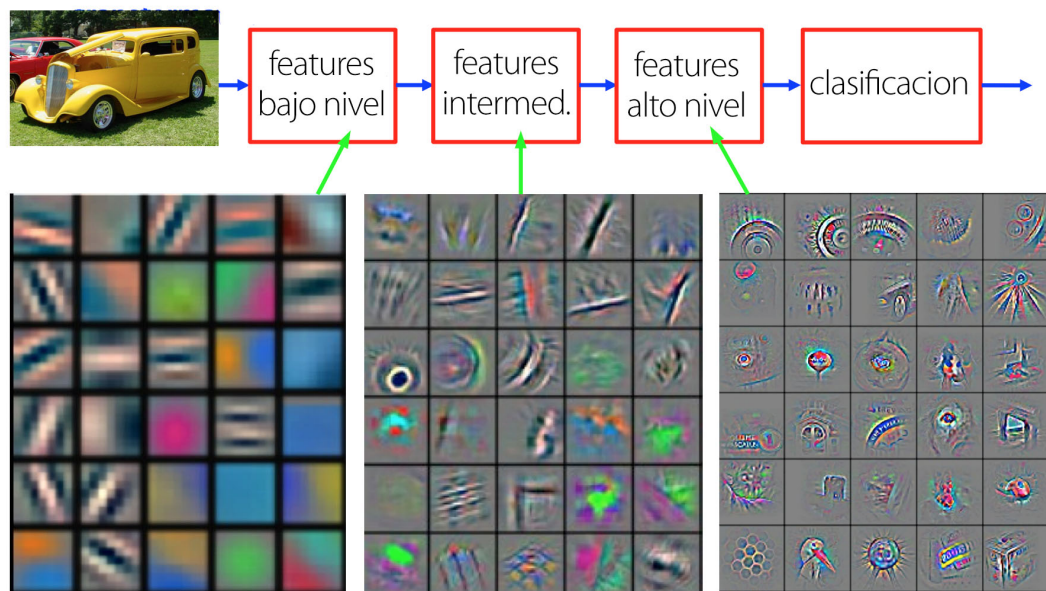 features
bajo nivel
features
intermed.
features
alto nivel
clasificacion